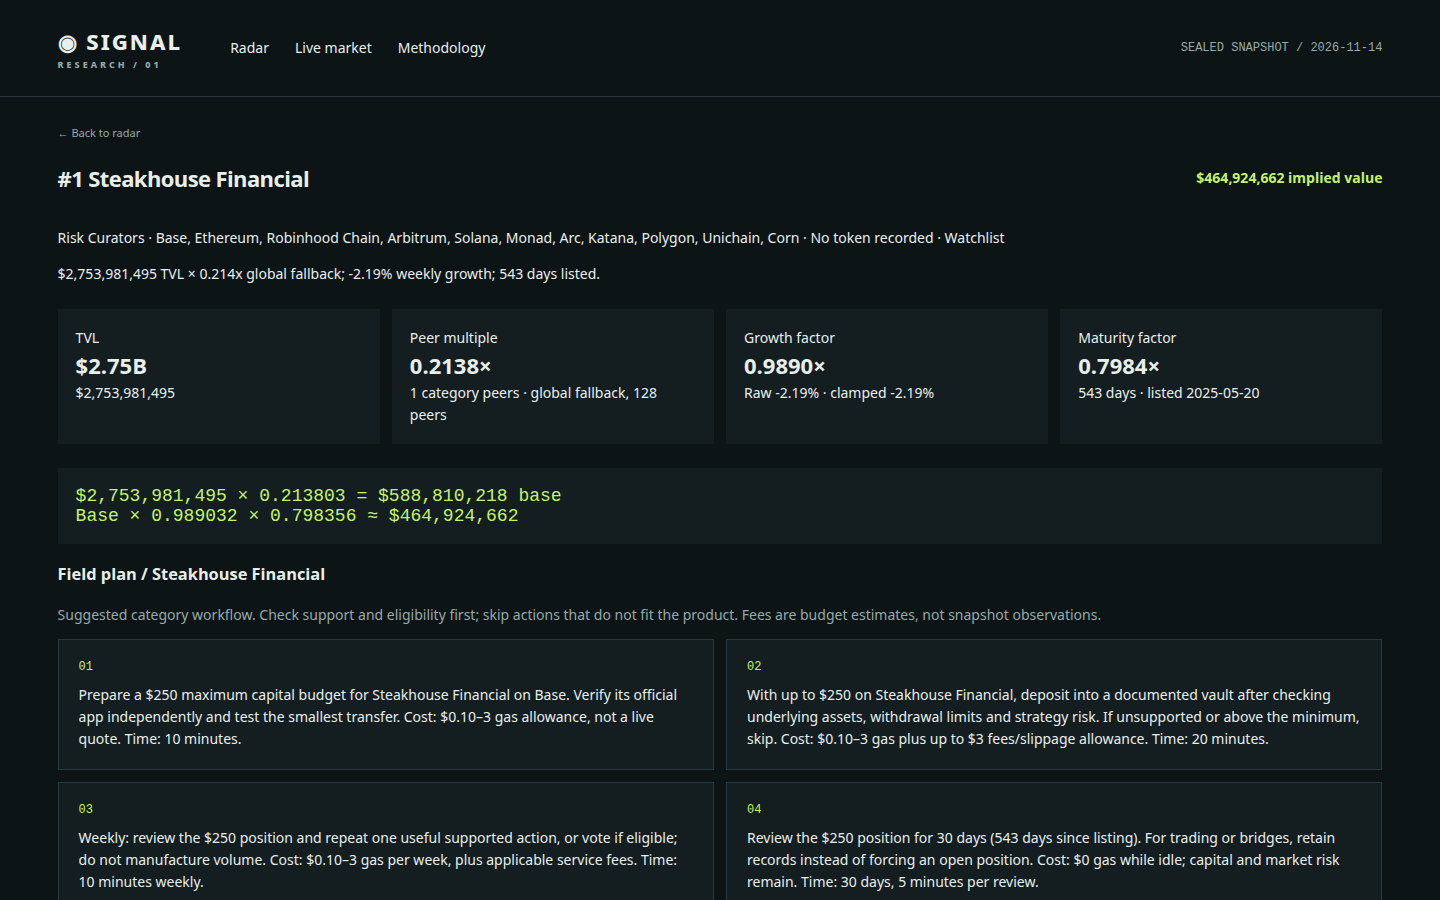 ◉ SIGNAL
RESEARCH / 01
Radar
Live market
Methodology
SEALED SNAPSHOT / 2026-11-14
← Back to radar
#1 Steakhouse Financial
$464,924,662 implied value
Risk Curators · Base, Ethereum, Robinhood Chain, Arbitrum, Solana, Monad, Arc, Katana, Polygon, Unichain, Corn · No token recorded · Watchlist
$2,753,981,495 TVL × 0.214x global fallback; -2.19% weekly growth; 543 days listed.
TVL
$2.75B
$2,753,981,495
Peer multiple
0.2138×
1 category peers · global fallback, 128
peers
Growth factor
0.9890×
Raw -2.19% · clamped -2.19%
Maturity factor
0.7984×
543 days · listed 2025-05-20
$2,753,981,495 × 0.213803 = $588,810,218 base
Base × 0.989032 × 0.798356 ≈ $464,924,662
Field plan / Steakhouse Financial
Suggested category workflow. Check support and eligibility first; skip actions that do not fit the product. Fees are budget estimates, not snapshot observations.
01
Prepare a $250 maximum capital budget for Steakhouse Financial on Base. Verify its official
app independently and test the smallest transfer. Cost: $0.10–3 gas allowance, not a live
quote. Time: 10 minutes.
02
With up to $250 on Steakhouse Financial, deposit into a documented vault after checking
underlying assets, withdrawal limits and strategy risk. If unsupported or above the minimum,
skip. Cost: $0.10–3 gas plus up to $3 fees/slippage allowance. Time: 20 minutes.
03
Weekly: review the $250 position and repeat one useful supported action, or vote if eligible;
do not manufacture volume. Cost: $0.10–3 gas per week, plus applicable service fees. Time:
10 minutes weekly.
04
Review the $250 position for 30 days (543 days since listing). For trading or bridges, retain
records instead of forcing an open position. Cost: $0 gas while idle; capital and market risk
remain. Time: 30 days, 5 minutes per review.